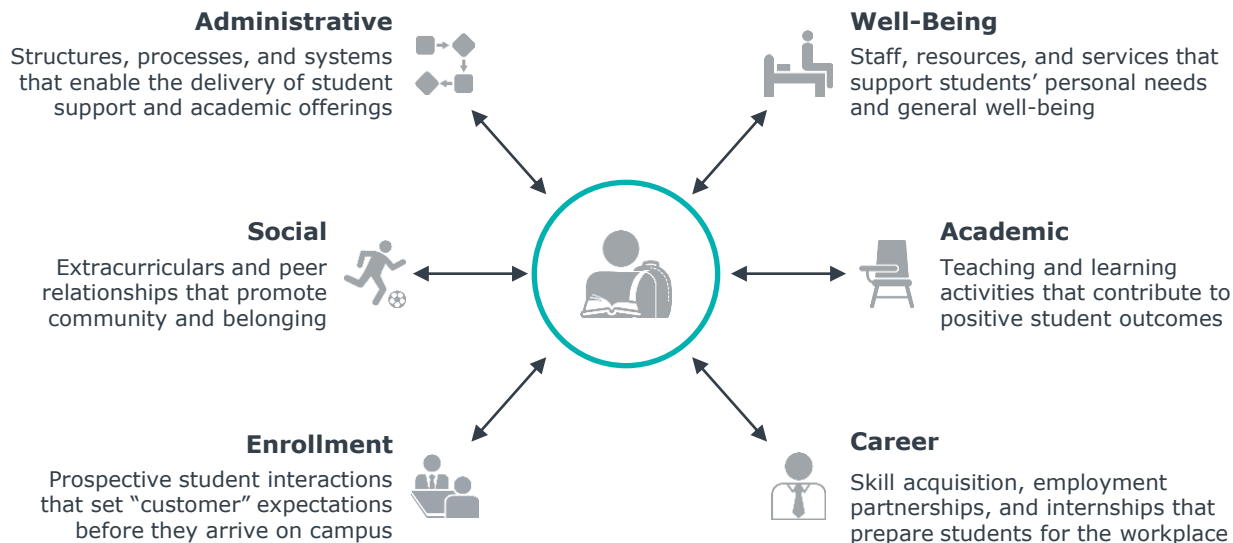 Administrative
Structures, processes, and systems
that enable the delivery of student
support and academic offerings
Well-Being
Staff, resources, and services that
support students’ personal needs
and general well-being
Social
Extracurriculars and peer
relationships that promote
community and belonging
Academic
Teaching and learning
activities that contribute to
positive student outcomes
Enrollment
Prospective student interactions
that set “customer” expectations
before they arrive on campus
Career
Skill acquisition, employment
partnerships, and internships that
prepare students for the workplace